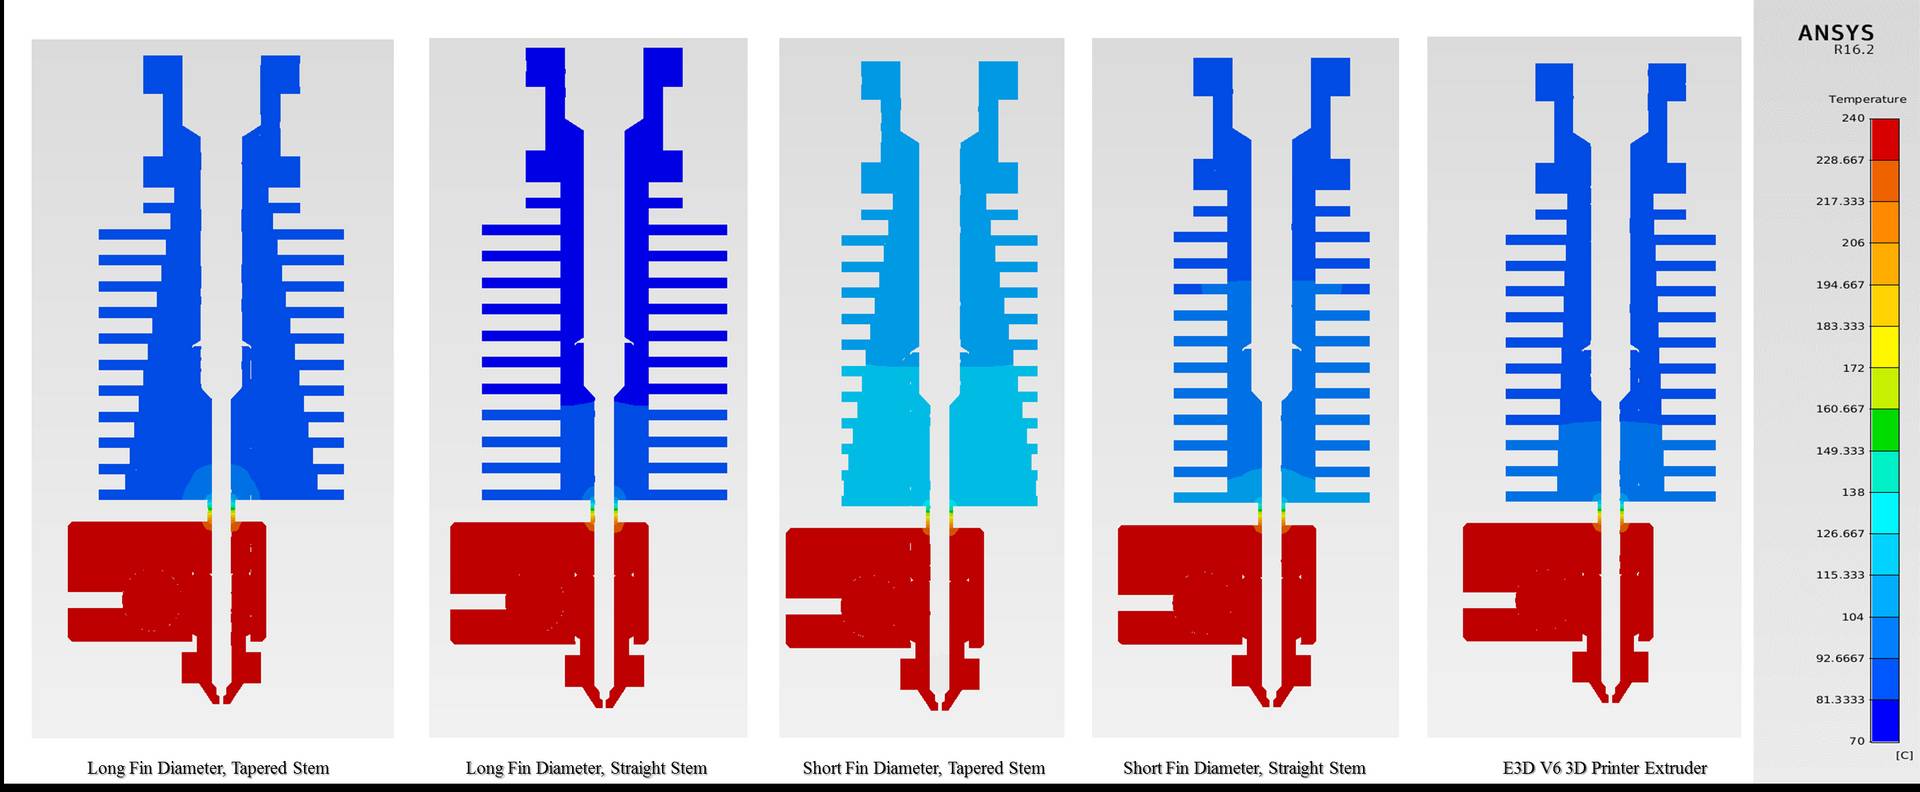 ANSYS
R16.2
Temperature
240
228.667
217.333
206
194.667
183.333
172
160.667
149.333
138
126.667
115.333
104
92.6667
81.3333
70
[C]
Long Fin Diameter, Tapered Stem
Long Fin Diameter, Straight Stem
Short Fin Diameter, Tapered Stem
Short Fin Diameter, Straight Stem
E3D V6 3D Printer Extruder